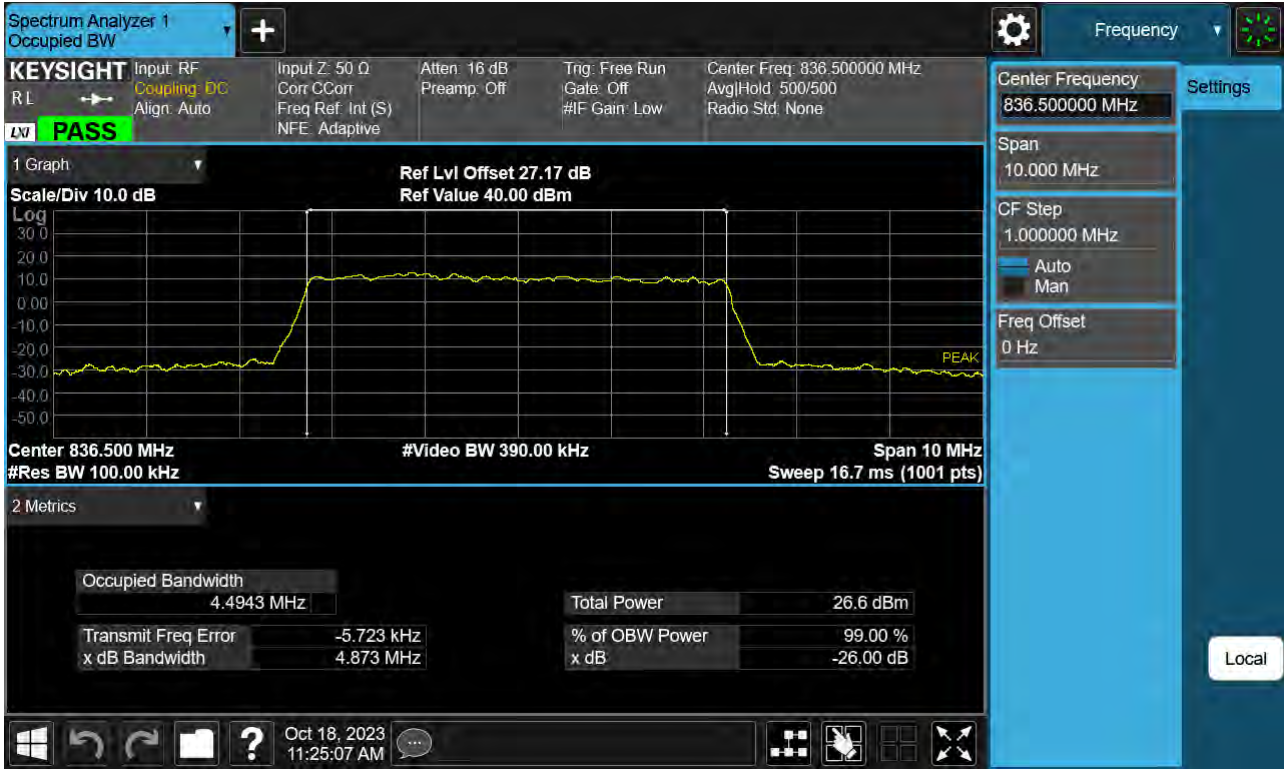 Spectrum Analyzer 1
Occupied BW
+
Frequency
KEYSIGHT
RL
LXI
PASS
Input: RF
Coupling: DC
Align: Auto
Input Z: 50 Ω
Corr CCorr
Freq Ref: Int (S)
NFE: Adaptive
Atten: 16 dB
Preamp: Off
Trig: Free Run
Gate: Off
#IF Gain: Low
Center Freq: 836.500000 MHz
Avg|Hold: 500/500
Radio Std: None
Center Frequency
836.500000 MHz
Settings
Span
10.000 MHz
CF Step
1.000000 MHz
Auto
Man
Freq Offset
0 Hz
Local
1 Graph
Scale/Div 10.0 dB
Ref Lvl Offset 27.17 dB
Ref Value 40.00 dBm
Log
30.0
20.0
10.0
0.00
-10.0
-20.0
-30.0
-40.0
-50.0
PEAK
Center 836.500 MHz
#Video BW 390.00 kHz
Span 10 MHz
#Res BW 100.00 kHz
Sweep 16.7 ms (1001 pts)
2 Metrics
Occupied Bandwidth
4.4943 MHz
Total Power 26.6 dBm
Transmit Freq Error -5.723 kHz
% of OBW Power 99.00 %
x dB Bandwidth 4.873 MHz
x dB -26.00 dB
?
Oct 18, 2023
11:25:07 AM